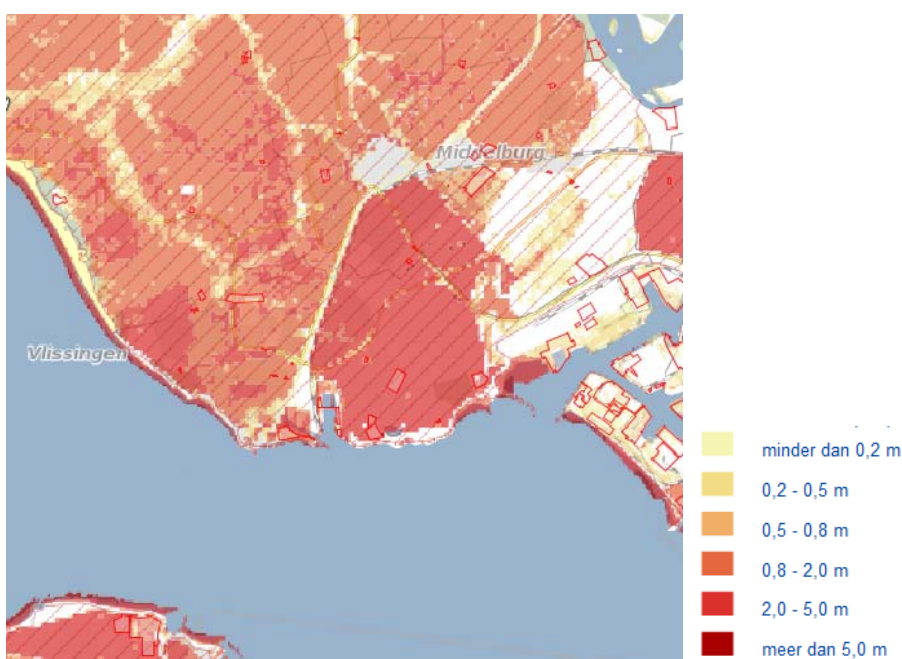 Middelburg
Vlissingen
minder dan 0,2 m
0,2 - 0,5 m
0,5 - 0,8 m
0,8 - 2,0 m
2,0 - 5,0 m
meer dan 5,0 m